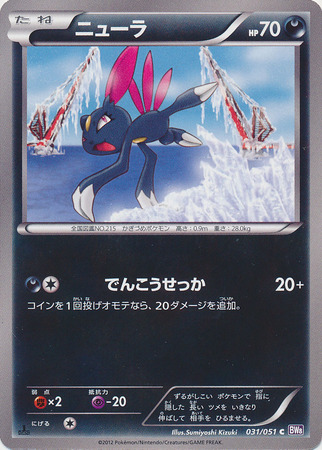 たね
ニューラ
HP70
全国図鑑NO.215 かぎづめポケモン 高さ:0.9m 重さ:28.0kg
でんこうせっか 20+
コインを1回投げオモテなら、20ダメージを追加。
弱点 抵抗力
×2 -20
にげる
ずるがしこい ポケモンで 指に
隠した 長い ツメを いきなり
伸ばして 相手を ひるませる。
Illus.Sumiyoshi Kizuki 031/051 C BW8
©2012 Pokémon/Nintendo/Creatures/GAME FREAK.